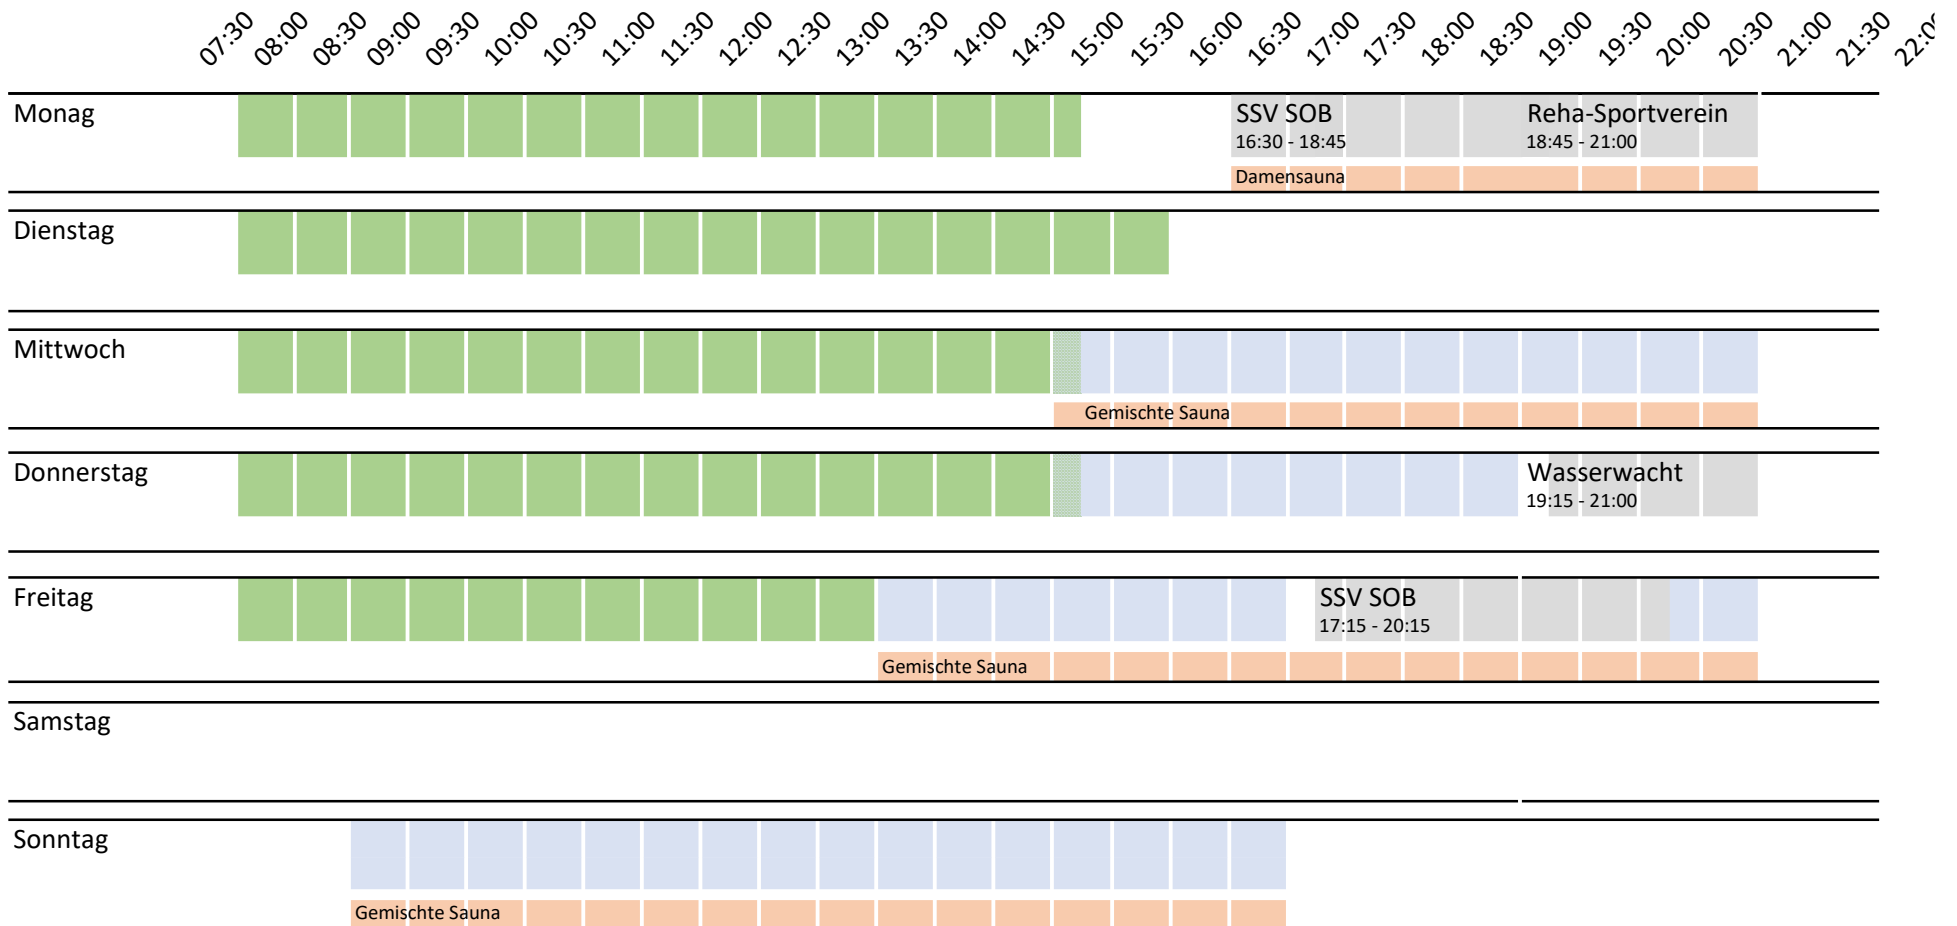 07:30 08:00 08:30 09:00 09:30 10:00 10:30 11:00 11:30 12:00 12:30 13:00 13:30 14:00 14:30 15:00 15:30 16:00 16:30 17:00 17:30 18:00 18:30 19:00 19:30 20:00 20:30 21:00 21:30 22:0
Monag SSV SOB Reha-Sportverein
16:30 - 18:45 18:45 - 21:00
Damensauna
Dienstag
Mittwoch
Gemischte Sauna
Donnerstag Wasserwacht
19:15 - 21:00
Freitag SSV SOB
17:15 - 20:15
Gemischte Sauna
Samstag
Sonntag
Gemischte Sauna